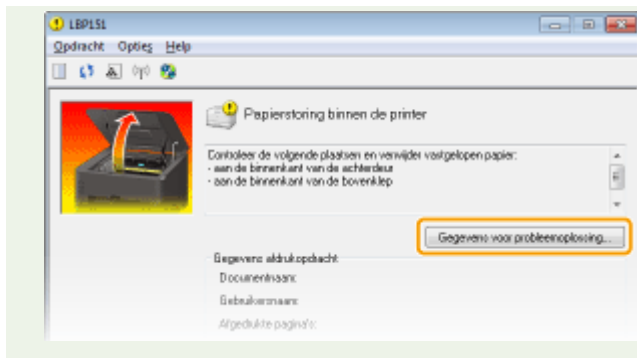 LBP151
Opdracht Opties Help
Papierstoring binnen de printer
Controleer de volgende plaatsen en verwijder vastgelopen papier:
- aan de binnenkant van de achterdeur
- aan de binnenkant van de bovenklep
Gegevens voor probleemoplossing...
Gegevens afdrukopdracht
Documentnaam:
Gebruikersnaam:
Afgedrukte pagina's: